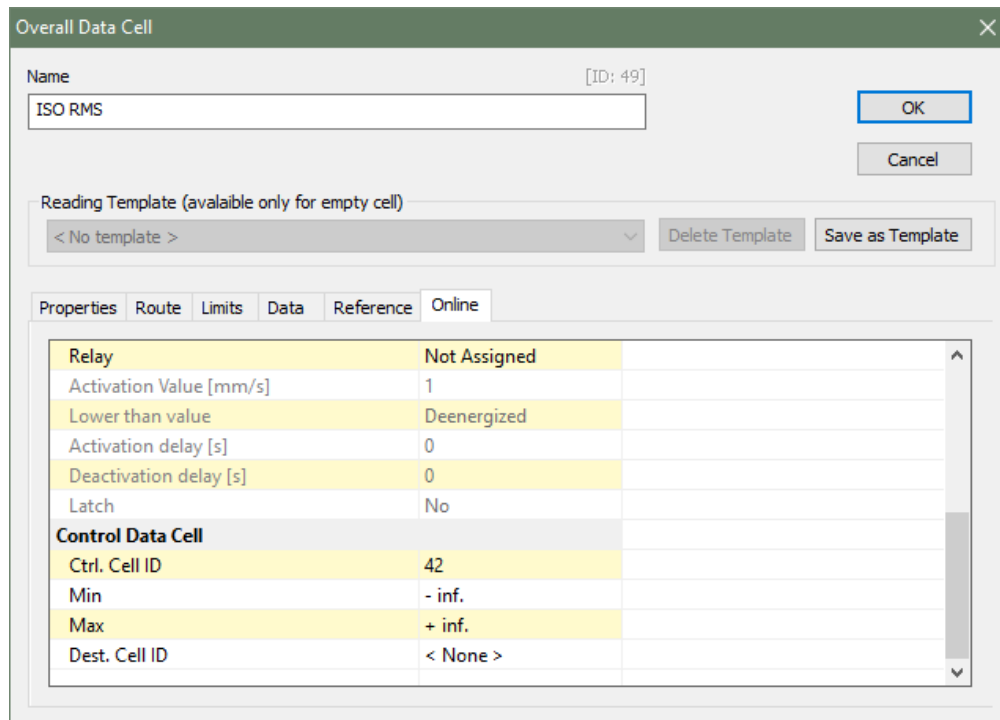 Overall Data Cell
Name [ID: 49]
ISO RMS
OK
Cancel
Reading Template (avalaible only for empty cell)
< No template > Delete Template Save as Template
Properties Route Limits Data Reference Online
Relay Not Assigned
Activation Value [mm/s] 1
Lower than value Deenergized
Activation delay [s] 0
Deactivation delay [s] 0
Latch No
Control Data Cell
Ctrl. Cell ID 42
Min - inf.
Max + inf.
Dest. Cell ID < None >